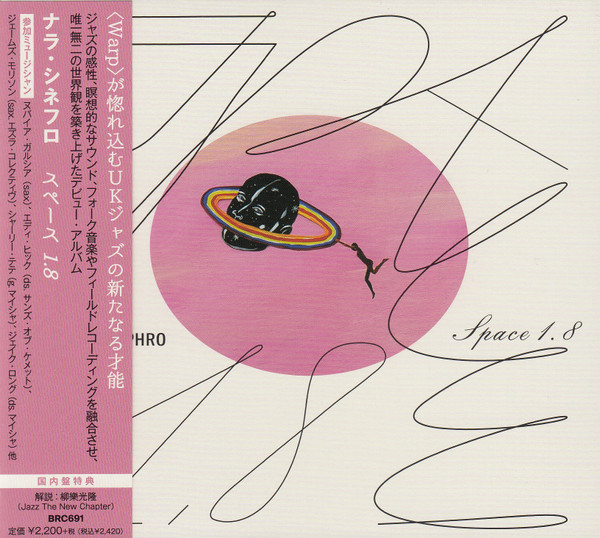 〈Warp〉が惚れ込むUKジャズの新たなる才能
ジャズの感性、瞑想的なサウンド、フォーク音楽やフィールドレコーディングを融合させ、
唯一無二の世界観を築き上げたデビュー・アルバム
ナラ・シネフロ スペース 1.8
参加ミュージシャン ヌバイア・ガルシア (sax)、エディ・ヒック (ds, サンズ・オブ・ケメット)、
ジェームズ・モリソン (sax, エズラ・コレクティヴ)、シャーリー・テテ (g, マイシャ)、ジェイク・ロング (ds, マイシャ) 他
国内盤特典
解説：柳樂光隆
(Jazz The New Chapter)
BRC691
定価 ¥2,200+税 (税込¥2,420)
PHRO
Space 1.8